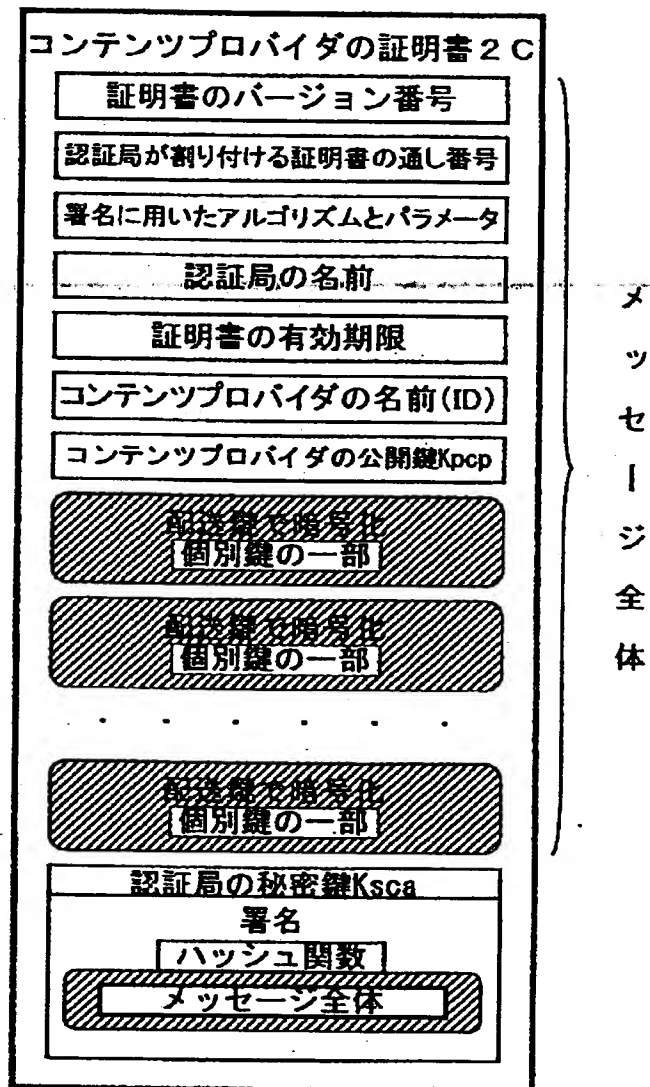 コンテンツプロバイダの証明書2C
証明書のバージョン番号
認証局が割り付ける証明書の通し番号
署名に用いたアルゴリズムとパラメータ
認証局の名前
証明書の有効期限
コンテンツプロバイダの名前(ID)
コンテンツプロバイダの公開鍵Kpcp
配送鍵で暗号化
個別鍵の一部
配送鍵で暗号化
個別鍵の一部
・ ・ ・ ・ ・ ・
配送鍵で暗号化
個別鍵の一部
認証局の秘密鍵Ksca
署名
ハッシュ関数
メッセージ全体
メッセージ全体